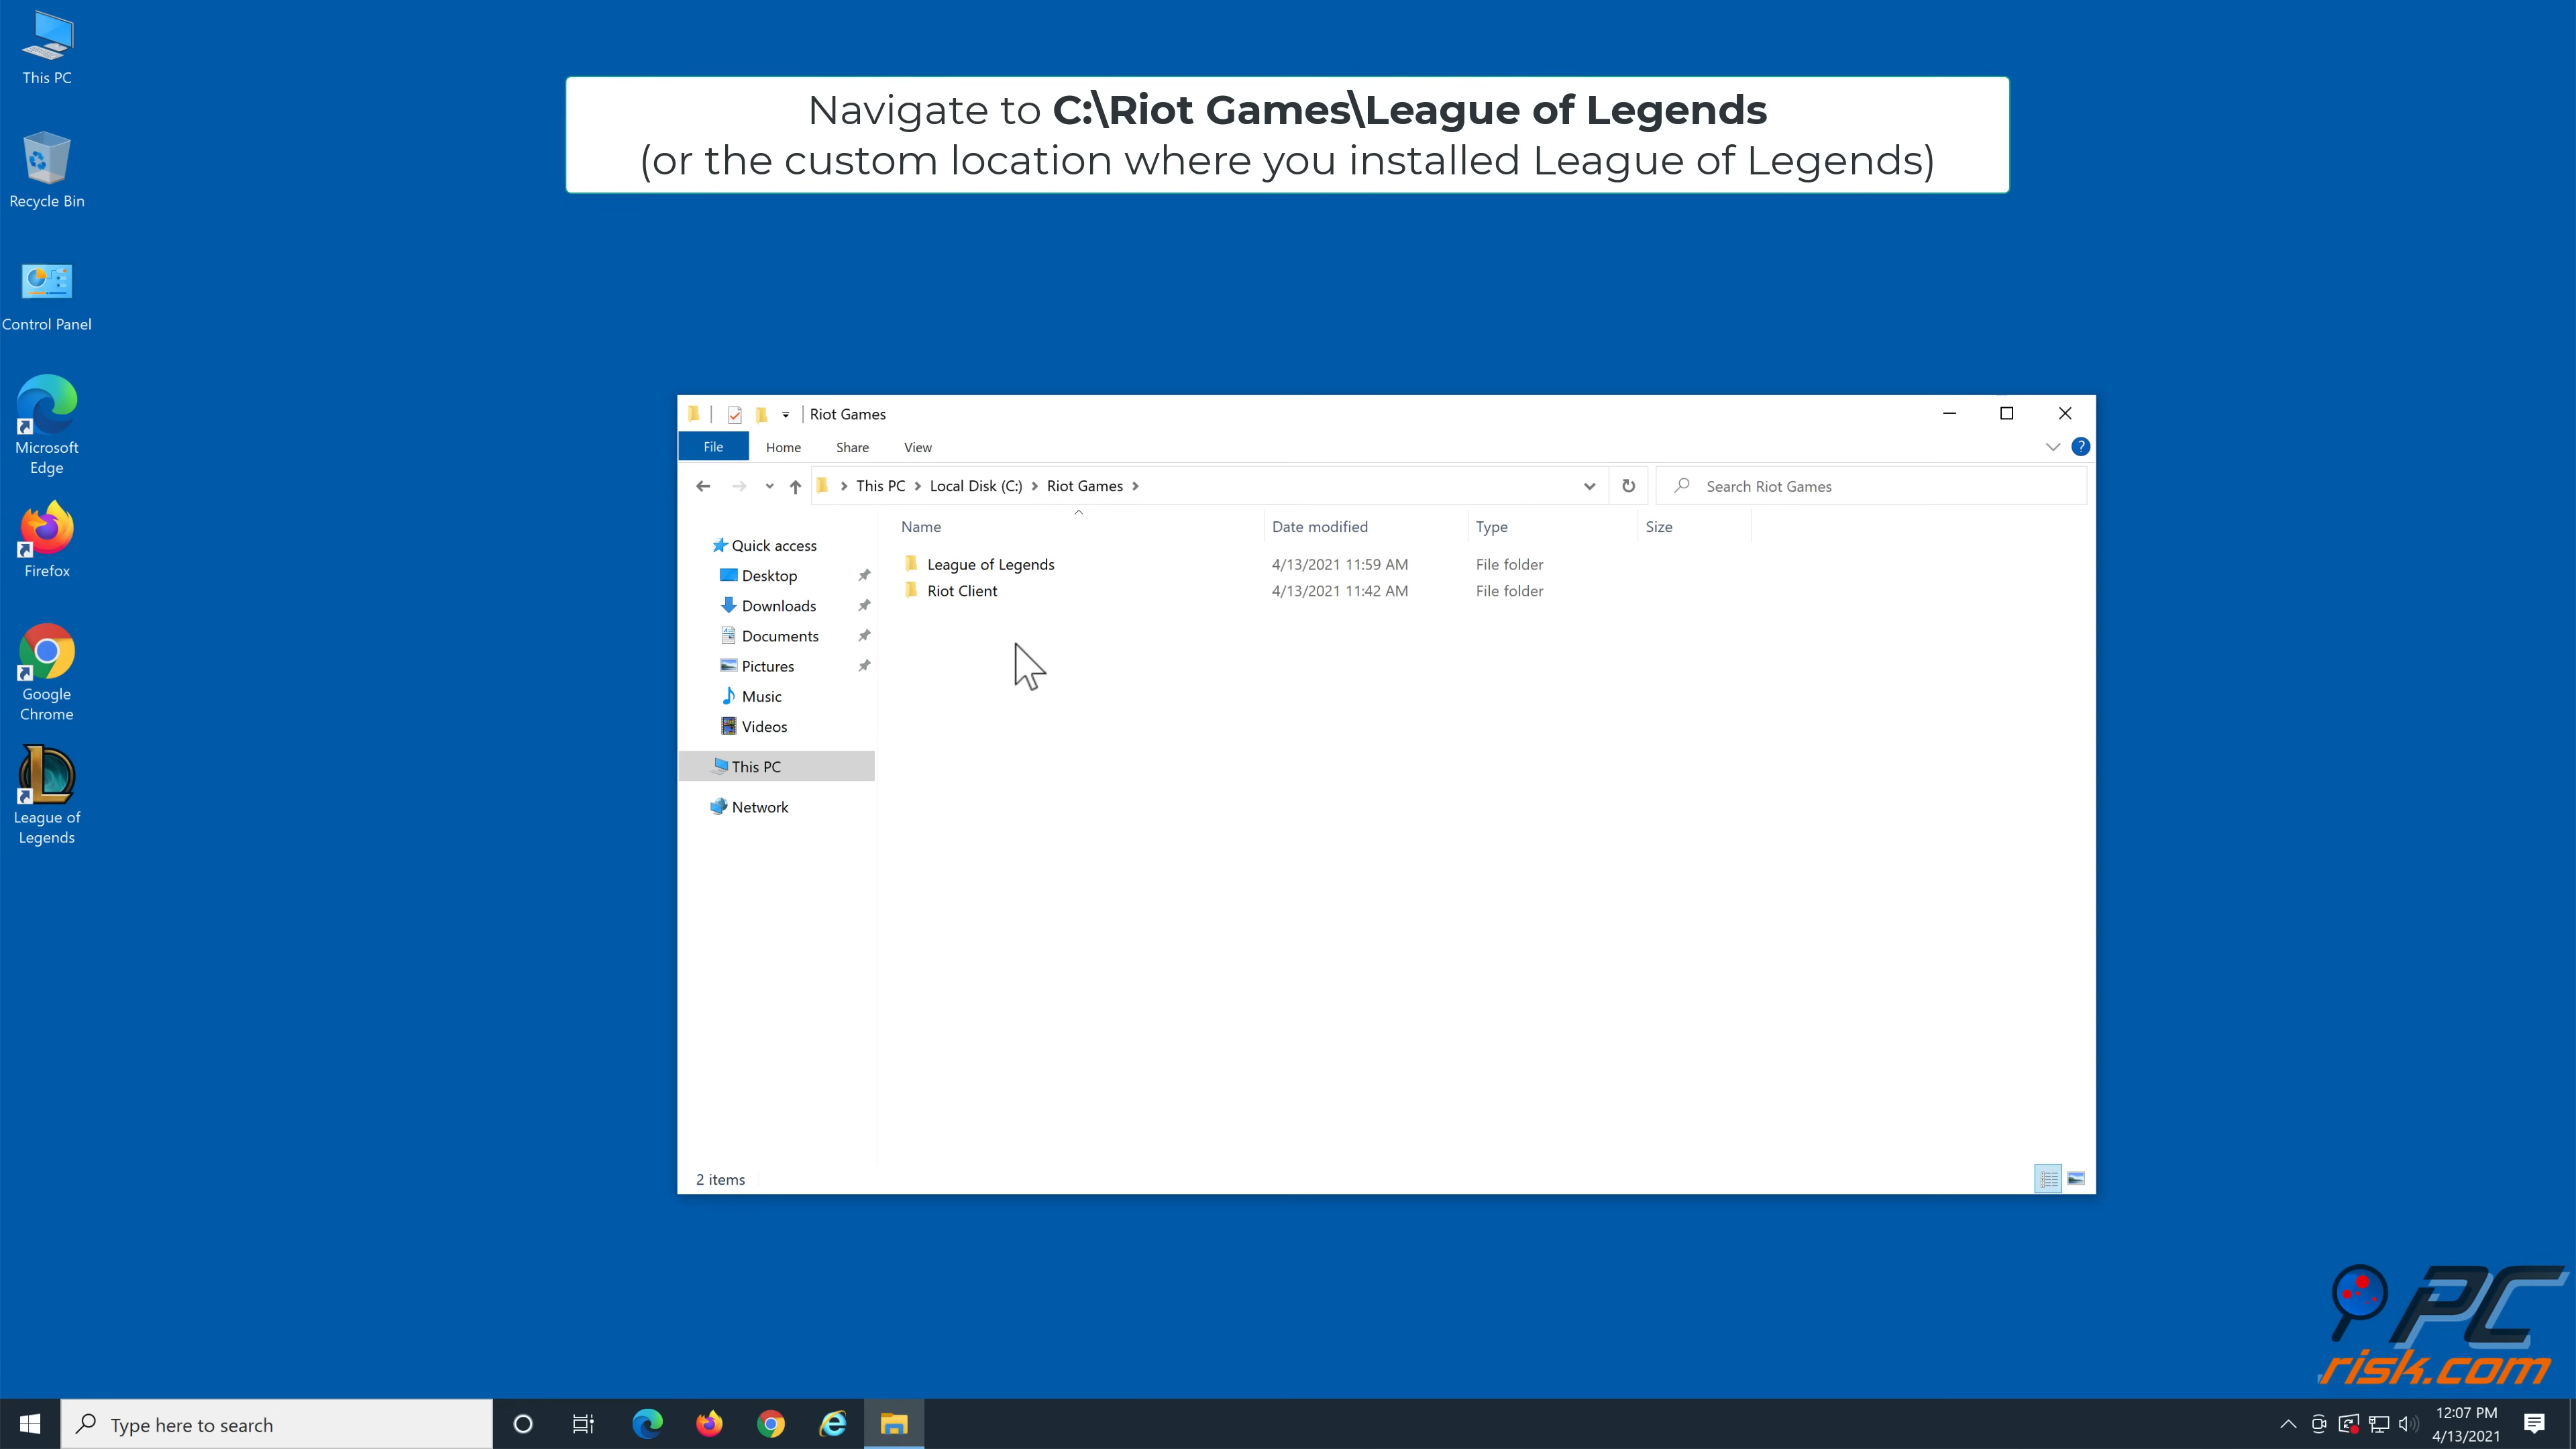 This PC
Recycle Bin
Control Panel
Microsoft
Edge
Firefox
Google
Chrome
League of
Legends
Navigate to C:\Riot Games\League of Legends
(or the custom location where you installed League of Legends)
Riot Games
File Home Share View
?
This PC Local Disk (C:) Riot Games
Search Riot Games
Name Date modified Type Size
League of Legends 4/13/2021 11:59 AM File folder
Riot Client 4/13/2021 11:42 AM File folder
Quick access
Desktop
Downloads
Documents
Pictures
Music
Videos
This PC
Network
2 items
PC
risk.com
Type here to search
12:07 PM
4/13/2021